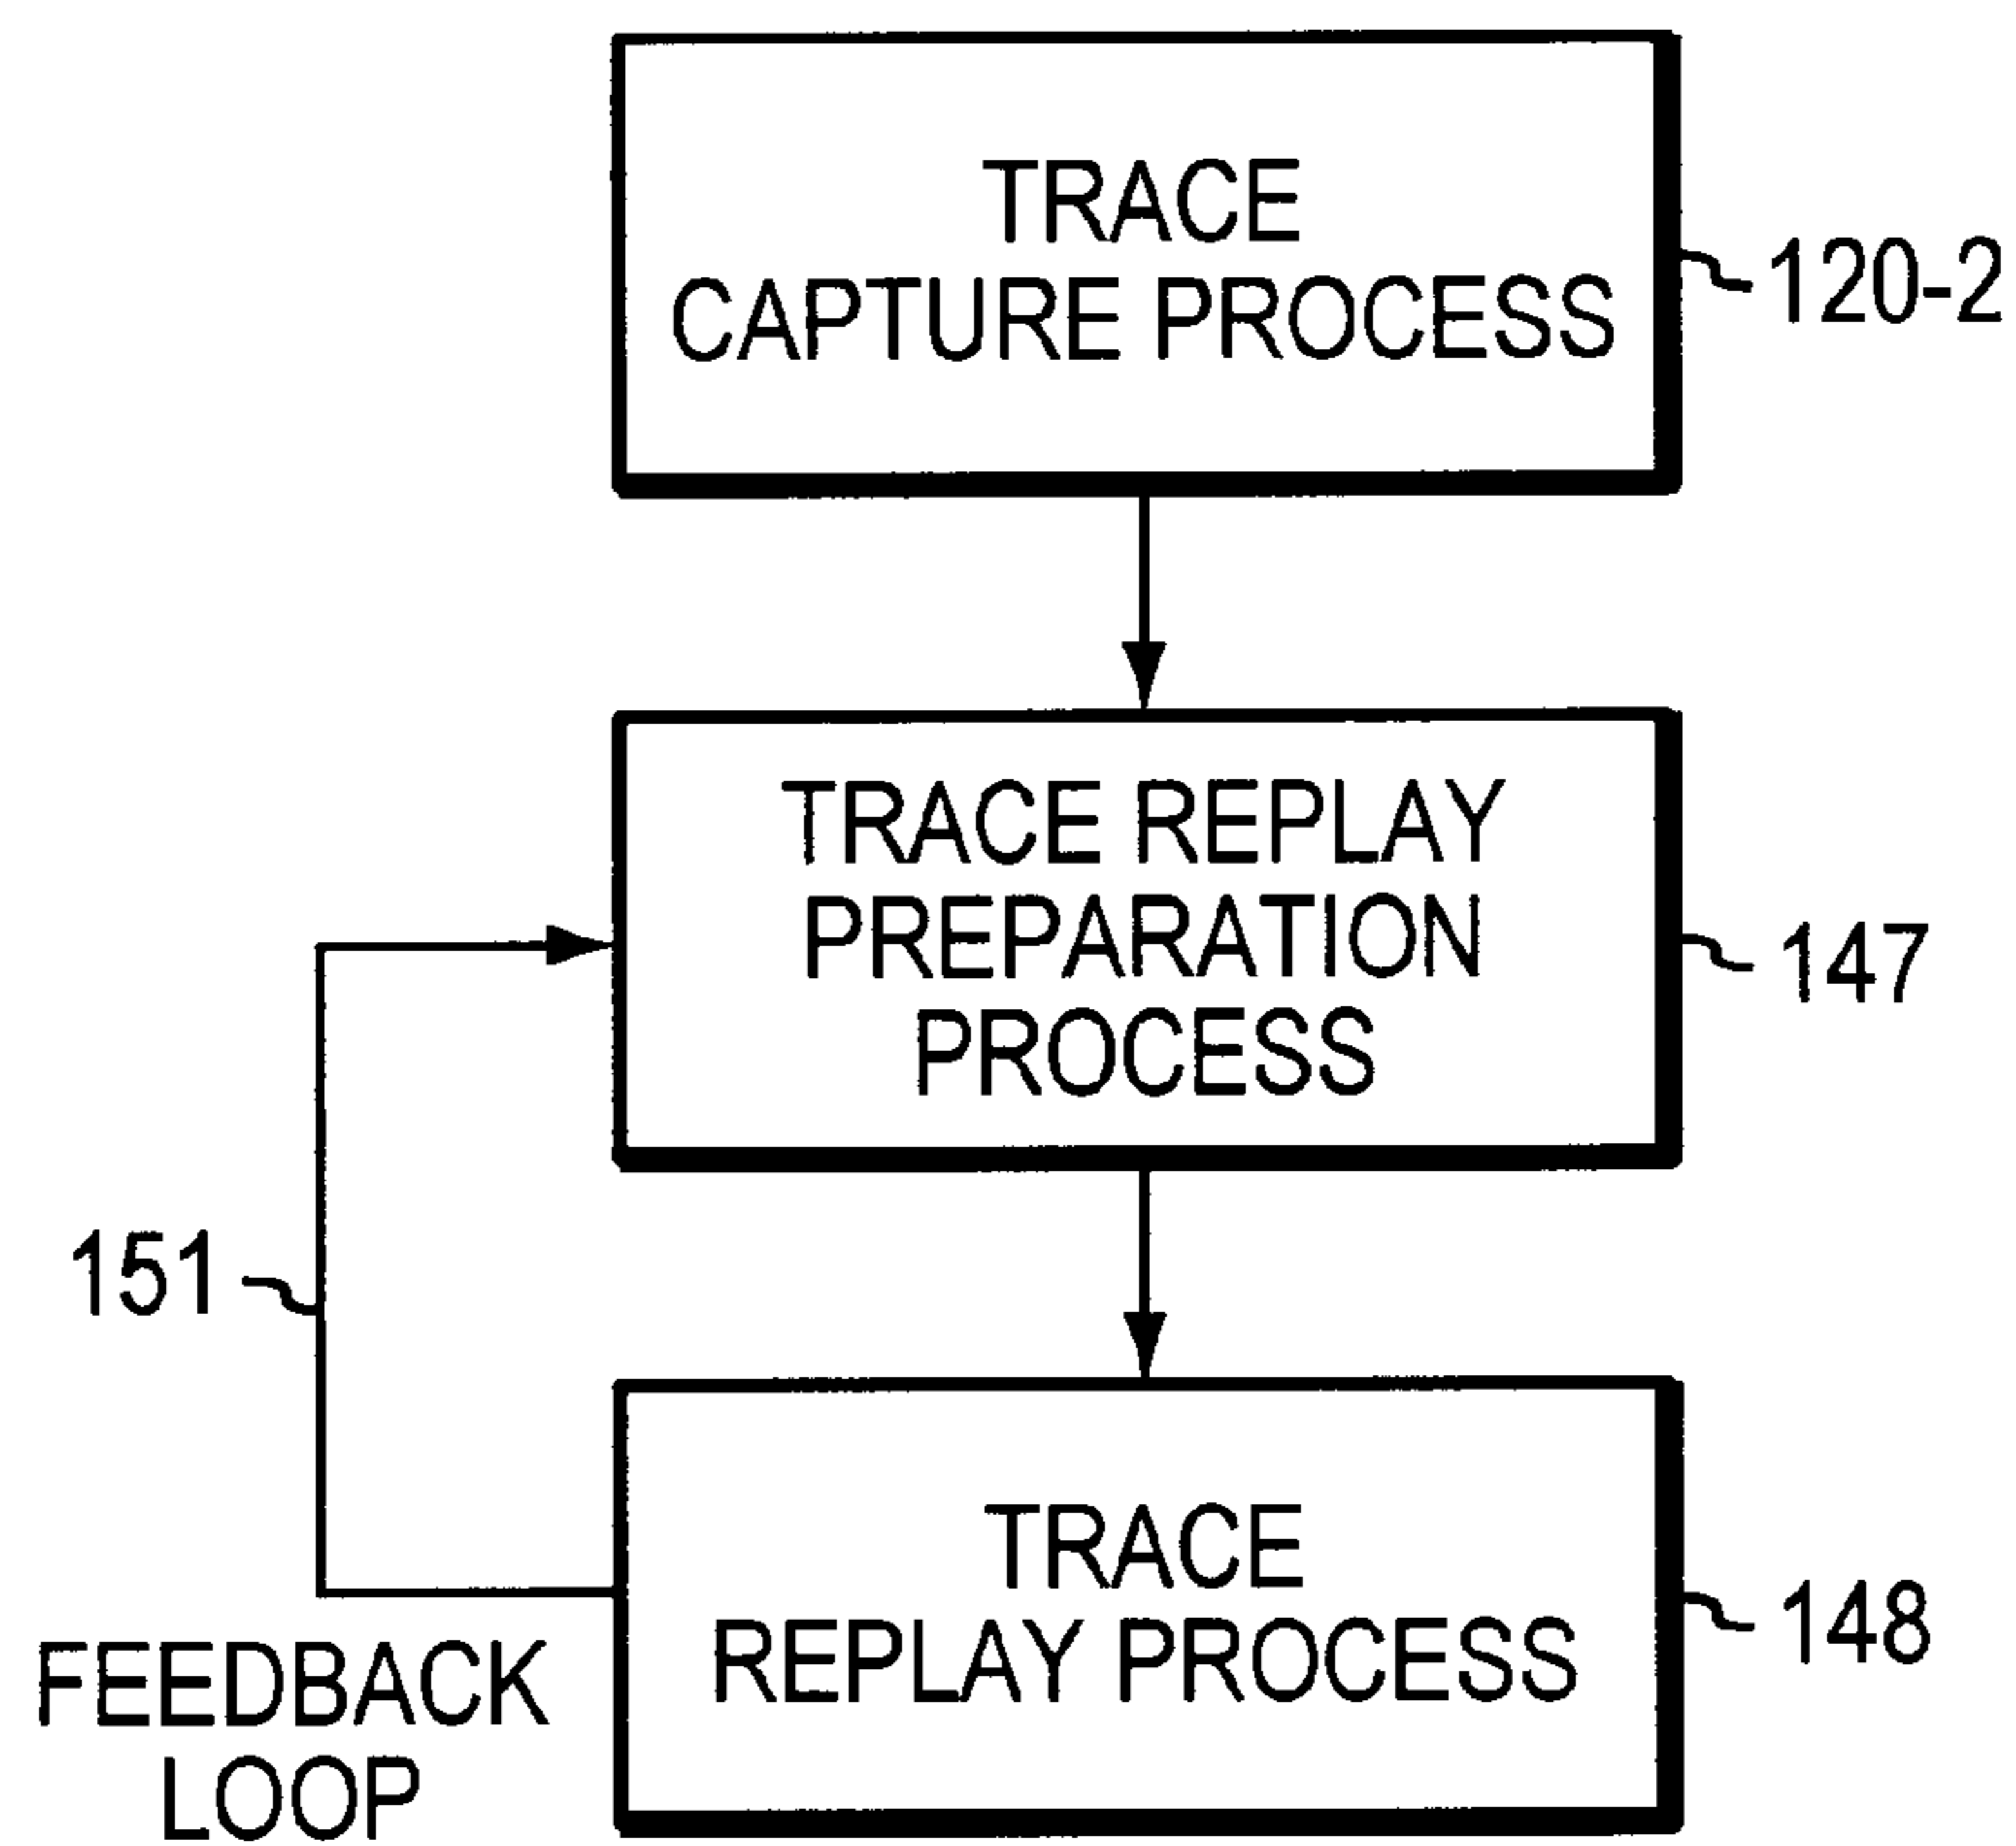 TRACE
CAPTURE PROCESS
120-2
TRACE REPLAY
PREPARATION
PROCESS
147
151
TRACE
REPLAY PROCESS
148
FEEDBACK
LOOP